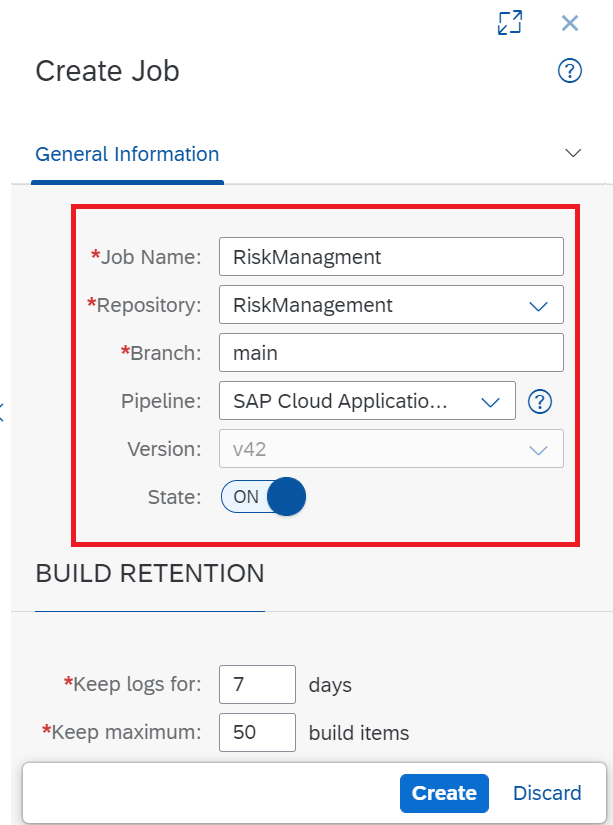 Create Job
?
General Information
*Job Name: RiskManagment
*Repository: RiskManagement
*Branch: main
Pipeline: SAP Cloud Applicatio... ?
Version: v42
State: ON
BUILD RETENTION
*Keep logs for: 7 days
*Keep maximum: 50 build items
Create Discard